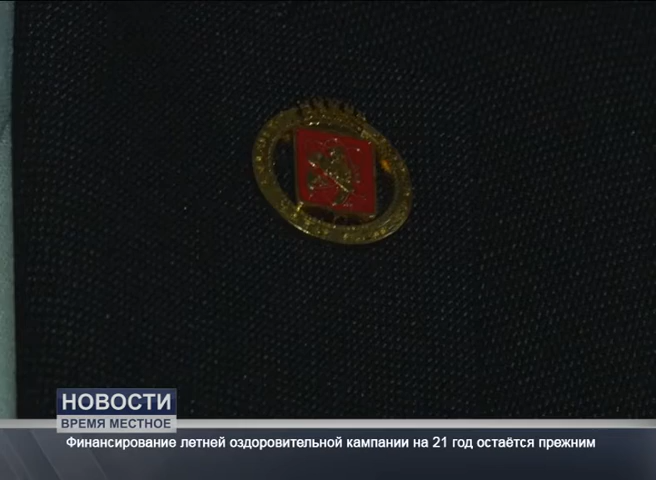 НОВОСТИ
ВРЕМЯ МЕСТНОЕ
Финансирование летней оздоровительной кампании на 21 год остаётся прежним